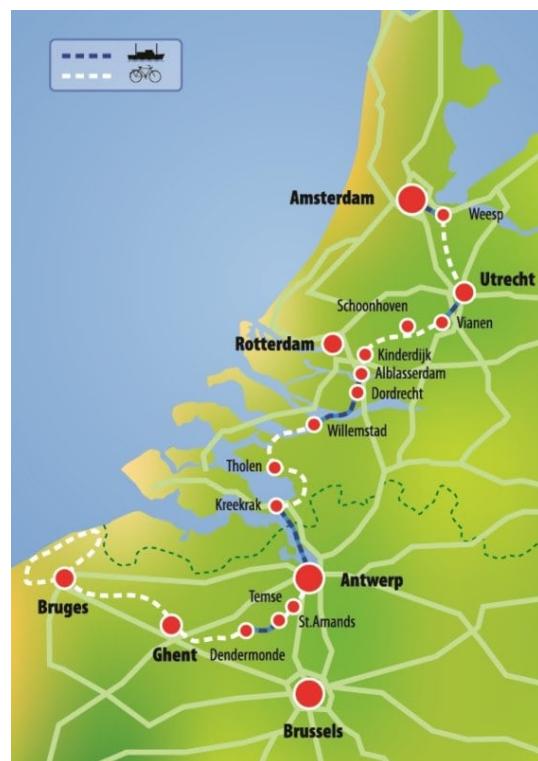 Amsterdam
Weesp
Utrecht
Schoonhoven
Vianen
Rotterdam
Kinderdijk
Alblasserdam
Dordrecht
Willemstad
Tholen
Kreekrak
Antwerp
Temse
Bruges
St.Amands
Ghent
Dendermonde
Brussels